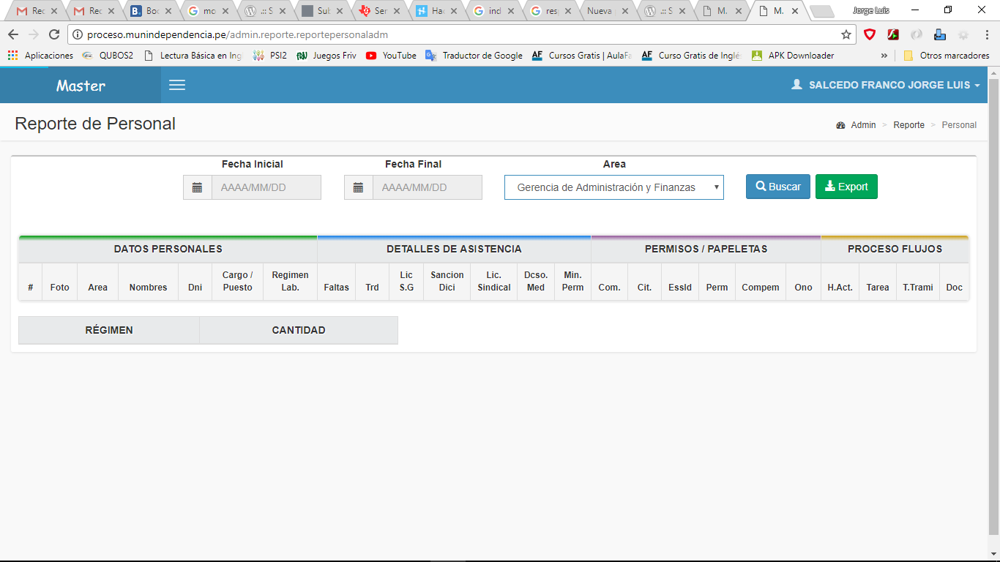 Rec Rec Boc mc .:: S Sub Ser Hac ind res Nueva .:: S M. M. Jorge Luis
proceso.munindependencia.pe/admin.reporte.reportepersonaladm
Aplicaciones QUBOS2 Lectura Básica en Ing PSI2 Juegos Friv YouTube Traductor de Google Cursos Gratis | AulaFa Curso Gratis de Inglé APK Downloader » Otros marcadores
Master SALCEDO FRANCO JORGE LUIS
Reporte de Personal Admin > Reporte > Personal
Fecha Inicial Fecha Final Area
AAAA/MM/DD AAAA/MM/DD Gerencia de Administración y Finanzas Buscar Export
DATOS PERSONALES DETALLES DE ASISTENCIA PERMISOS / PAPELETAS PROCESO FLUJOS
Cargo / Regimen Lic Sancion Lic. Dcso. Min.
# Foto Area Nombres Dni Puesto Lab. Faltas Trd S.G Dici Sindical Med Perm Com. Cit. Essld Perm Compem Ono H.Act. Tarea T.Trami Doc
RÉGIMEN CANTIDAD